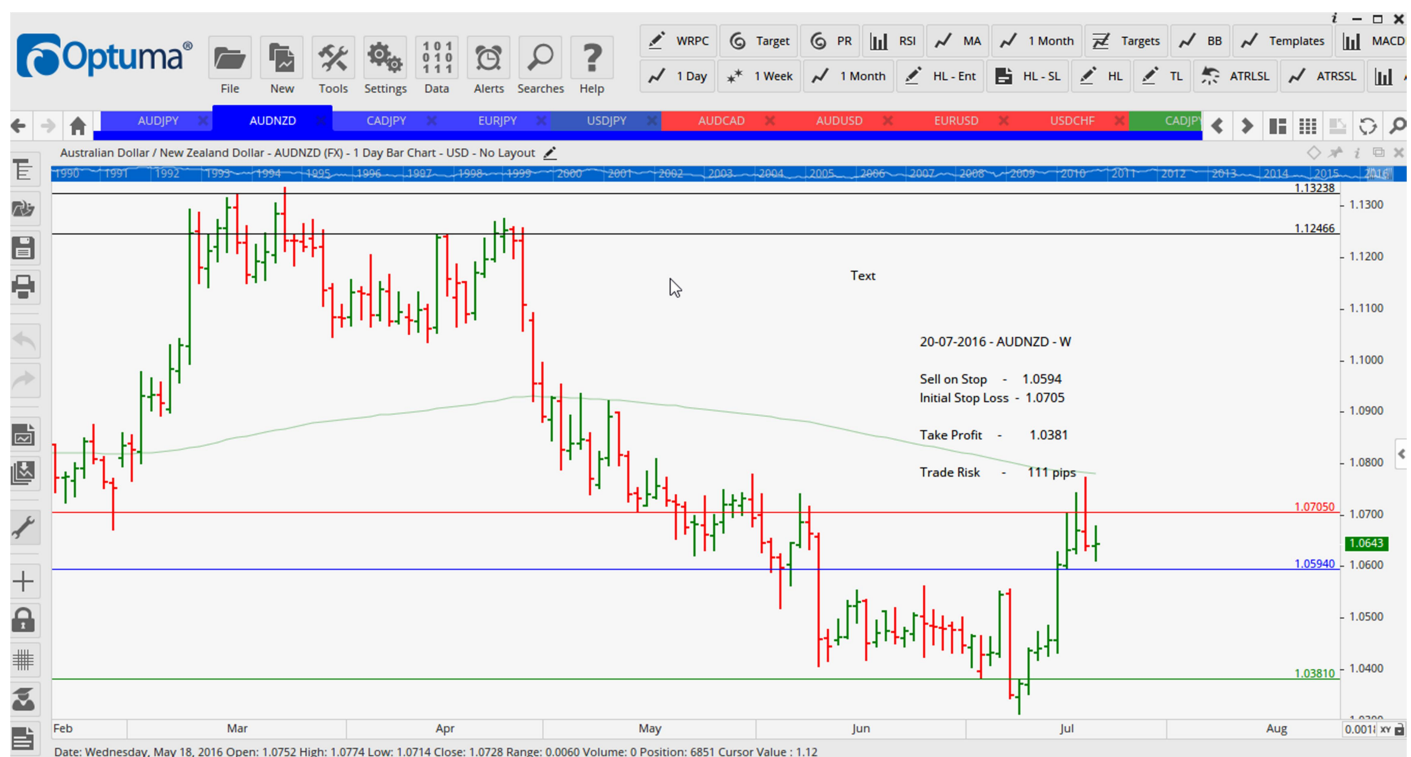 i
Optuma®
101
010
111
File
New
Tools
Settings
Data
Alerts
Searches
Help
WRPC
Target
PR
RSI
MA
1 Month
Targets
BB
Templates
MACD
1 Day
1 Week
1 Month
HL - Ent
HL - SL
HL
TL
ATRLSL
ATRSSL
AUDJPY
AUDNZD
CADJPY
EURJPY
USDJPY
AUDCAD
AUDUSD
EURUSD
USDCHF
CADJPY
Australian Dollar / New Zealand Dollar - AUDNZD (FX) - 1 Day Bar Chart - USD - No Layout
1990 1991 1992 1993 1994 1995 1996 1997 1998 1999 2000 2001 2002 2003 2004 2005 2006 2007 2008 2009 2010 2011 2012 2013 2014 2015 2016
1.13238
1.1300
1.12466
1.1200
Text
1.1100
20-07-2016 - AUDNZD - W
1.1000
Sell on Stop - 1.0594
Initial Stop Loss - 1.0705
1.0900
Take Profit - 1.0381
1.0800
Trade Risk - 111 pips
1.07050
1.0700
1.0643
1.05940
1.0600
1.0500
1.0400
1.03810
Feb Mar Apr May Jun Jul Aug
XY
Date: Wednesday, May 18, 2016 Open: 1.0752 High: 1.0774 Low: 1.0714 Close: 1.0728 Range: 0.0060 Volume: 0 Position: 6851 Cursor Value : 1.12